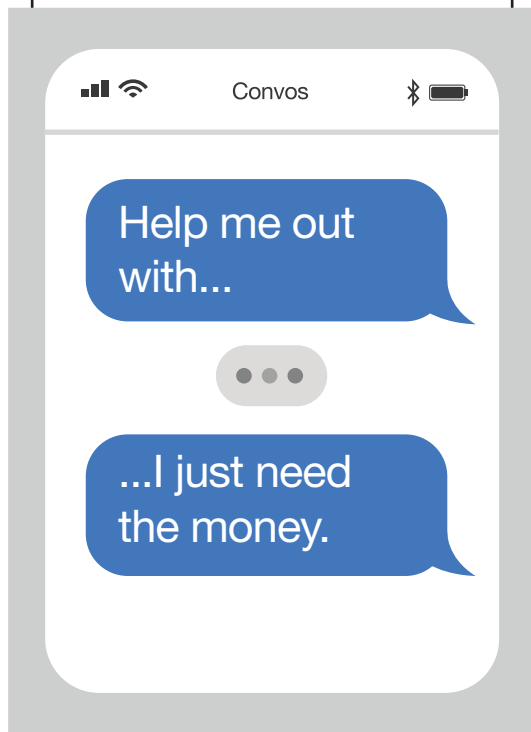 Convos
Help me out
with...
...I just need
the money.